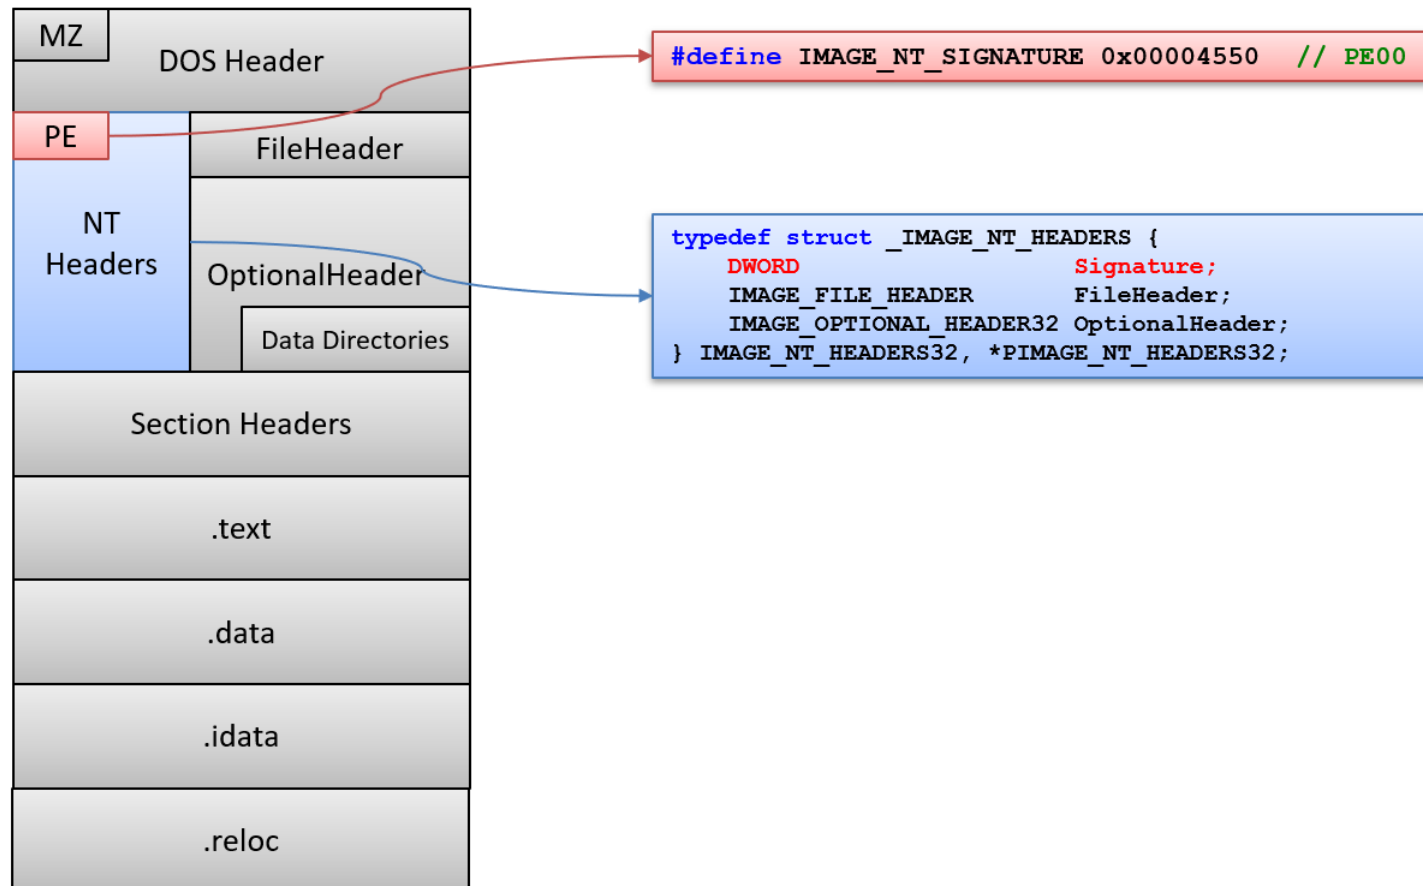 MZ
DOS Header
PE
FileHeader
NT
Headers
OptionalHeader
Data Directories
Section Headers
.text
.data
.idata
.reloc
#define IMAGE_NT_SIGNATURE 0x00004550 // PE00
typedef struct _IMAGE_NT_HEADERS {
DWORD Signature;
IMAGE_FILE_HEADER FileHeader;
IMAGE_OPTIONAL_HEADER32 OptionalHeader;
} IMAGE_NT_HEADERS32, *PIMAGE_NT_HEADERS32;